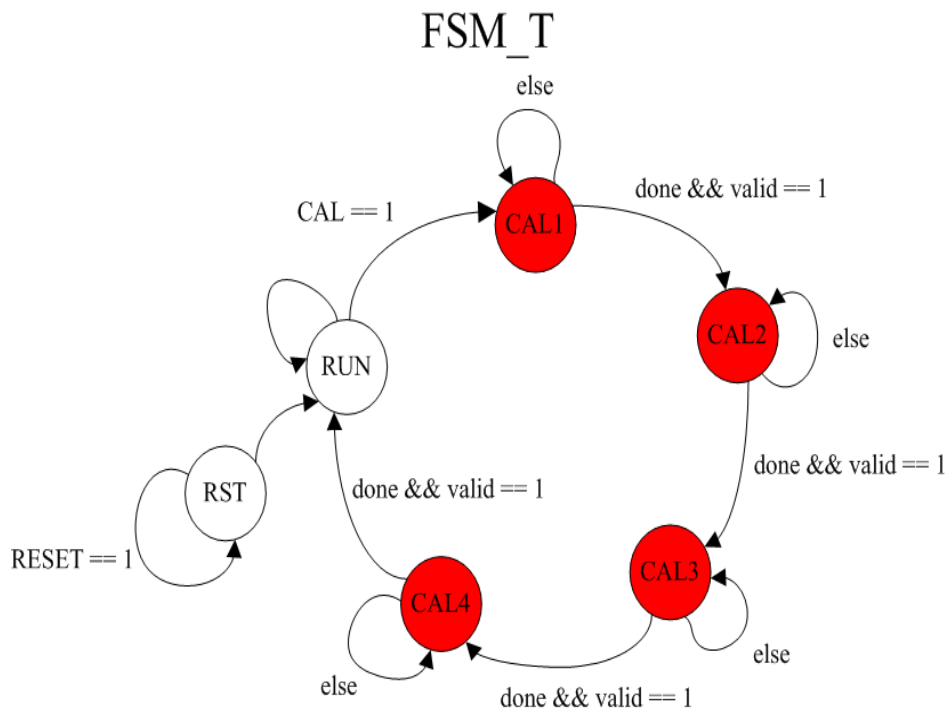 FSM_T
else
CAL == 1
done && valid == 1
CAL1
CAL2
else
RUN
done && valid == 1
RST
done && valid == 1
RESET == 1
CAL3
CAL4
else
else
done && valid == 1